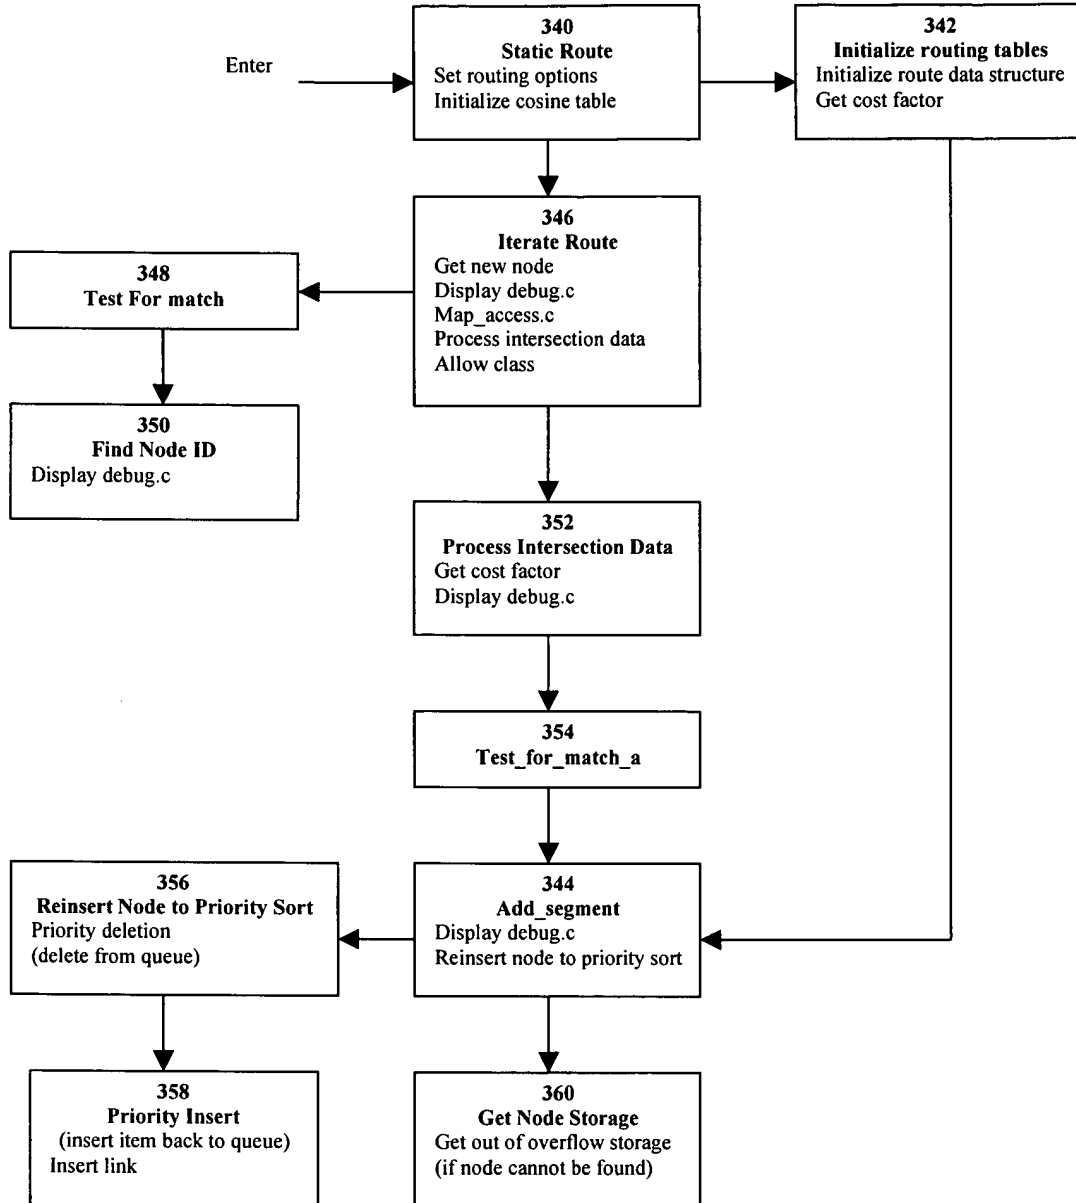 Enter
340
Static Route
Set routing options
Initialize cosine table
342
Initialize routing tables
Initialize route data structure
Get cost factor
346
Iterate Route
Get new node
Display debug.c
Map_access.c
Process intersection data
Allow class
348
Test For match
350
Find Node ID
Display debug.c
352
Process Intersection Data
Get cost factor
Display debug.c
354
Test_for_match_a
356
Reinsert Node to Priority Sort
Priority deletion
(delete from queue)
344
Add_segment
Display debug.c
Reinsert node to priority sort
358
Priority Insert
(insert item back to queue)
Insert link
360
Get Node Storage
Get out of overflow storage
(if node cannot be found)